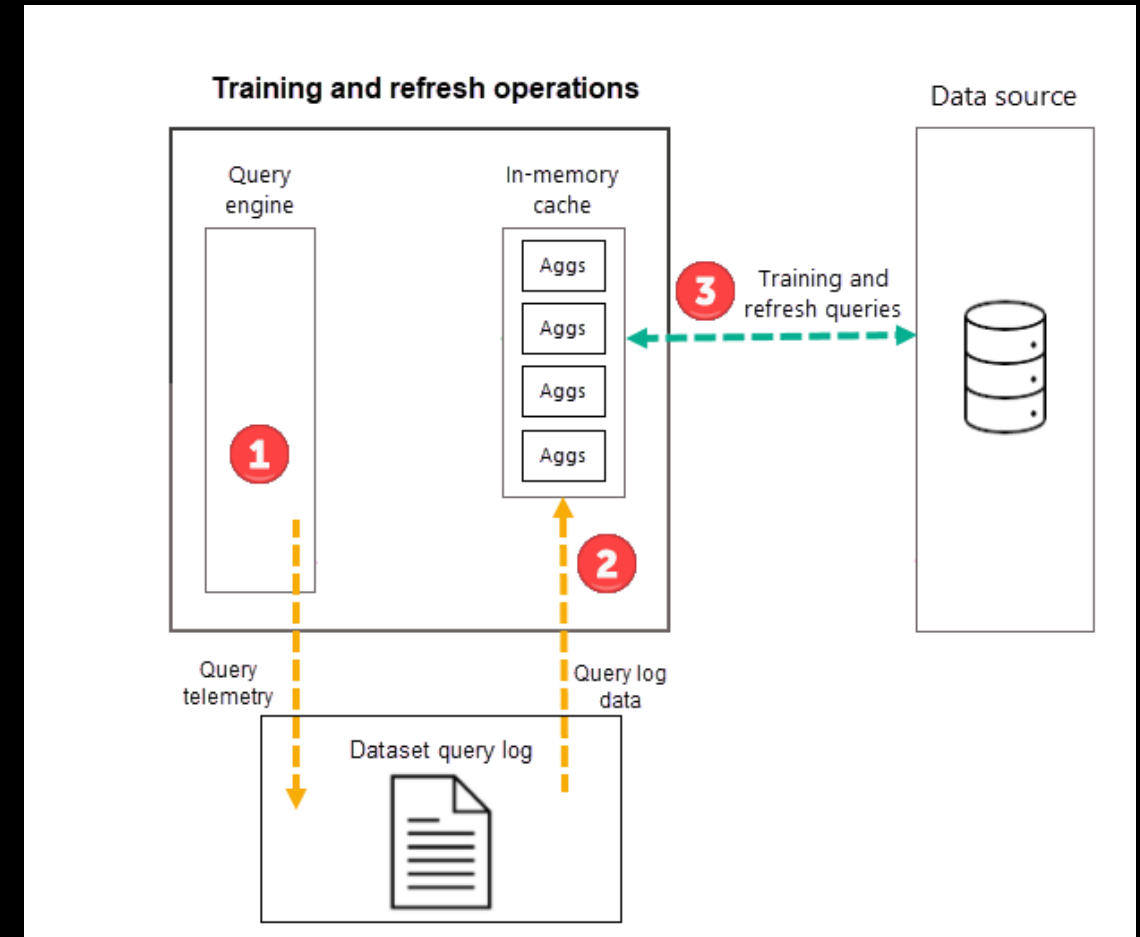 Training and refresh operations
Data source
Query
engine
In-memory
cache
Aggs
Aggs
Aggs
Aggs
1
2
3
Training and
refresh queries
Query
telemetry
Query log
data
Dataset query log